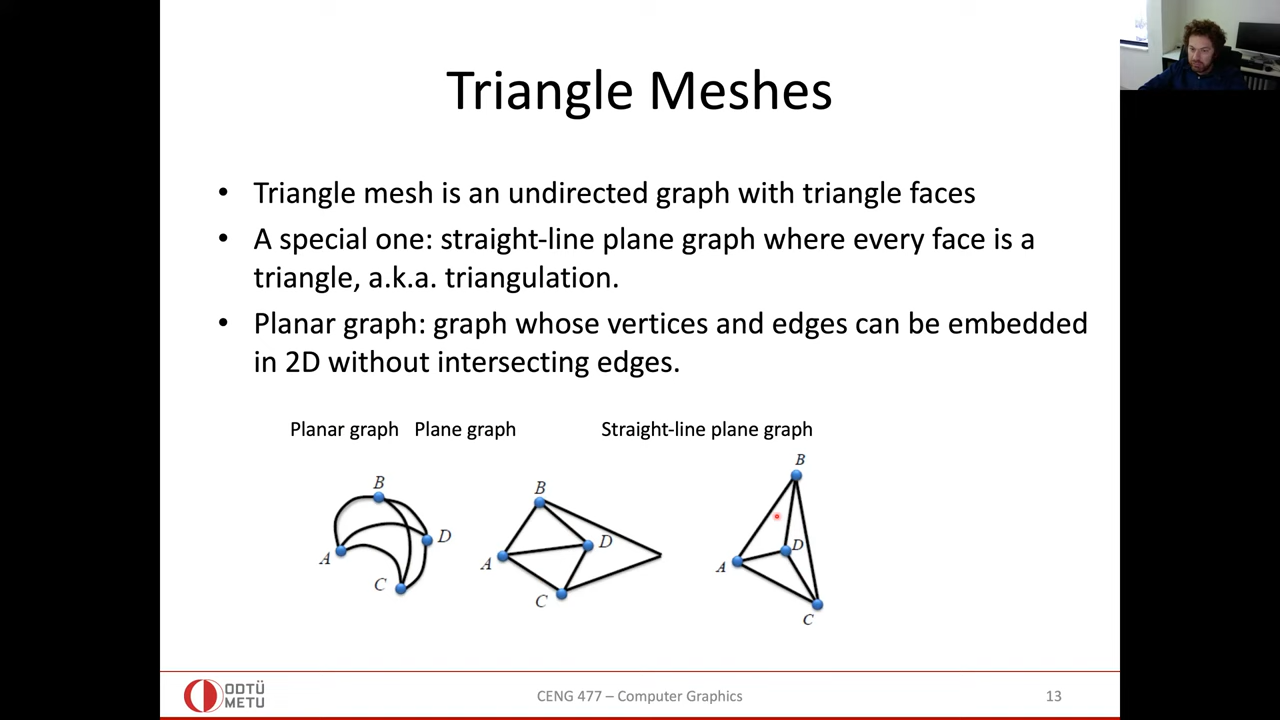 Triangle Meshes
• Triangle mesh is an undirected graph with triangle faces
• A special one: straight-line plane graph where every face is a
triangle, a.k.a. triangulation.
• Planar graph: graph whose vertices and edges can be embedded
in 2D without intersecting edges.
Planar graph Plane graph Straight-line plane graph
B
A
D
C
B
A
D
C
B
A
D
C
ODTÜ
METU
CENG 477 – Computer Graphics
13